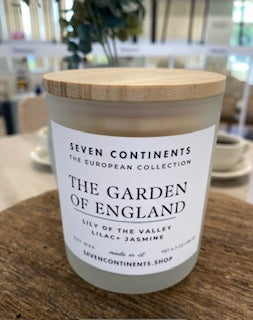 SEVEN CONTINENTS
THE EUROPEAN COLLECTION
THE GARDEN
OF ENGLAND
LILY OF THE VALLEY
LILAC+ JASMINE
SOY WAX
made in ct
SEVENCONTINENTS.SHOP